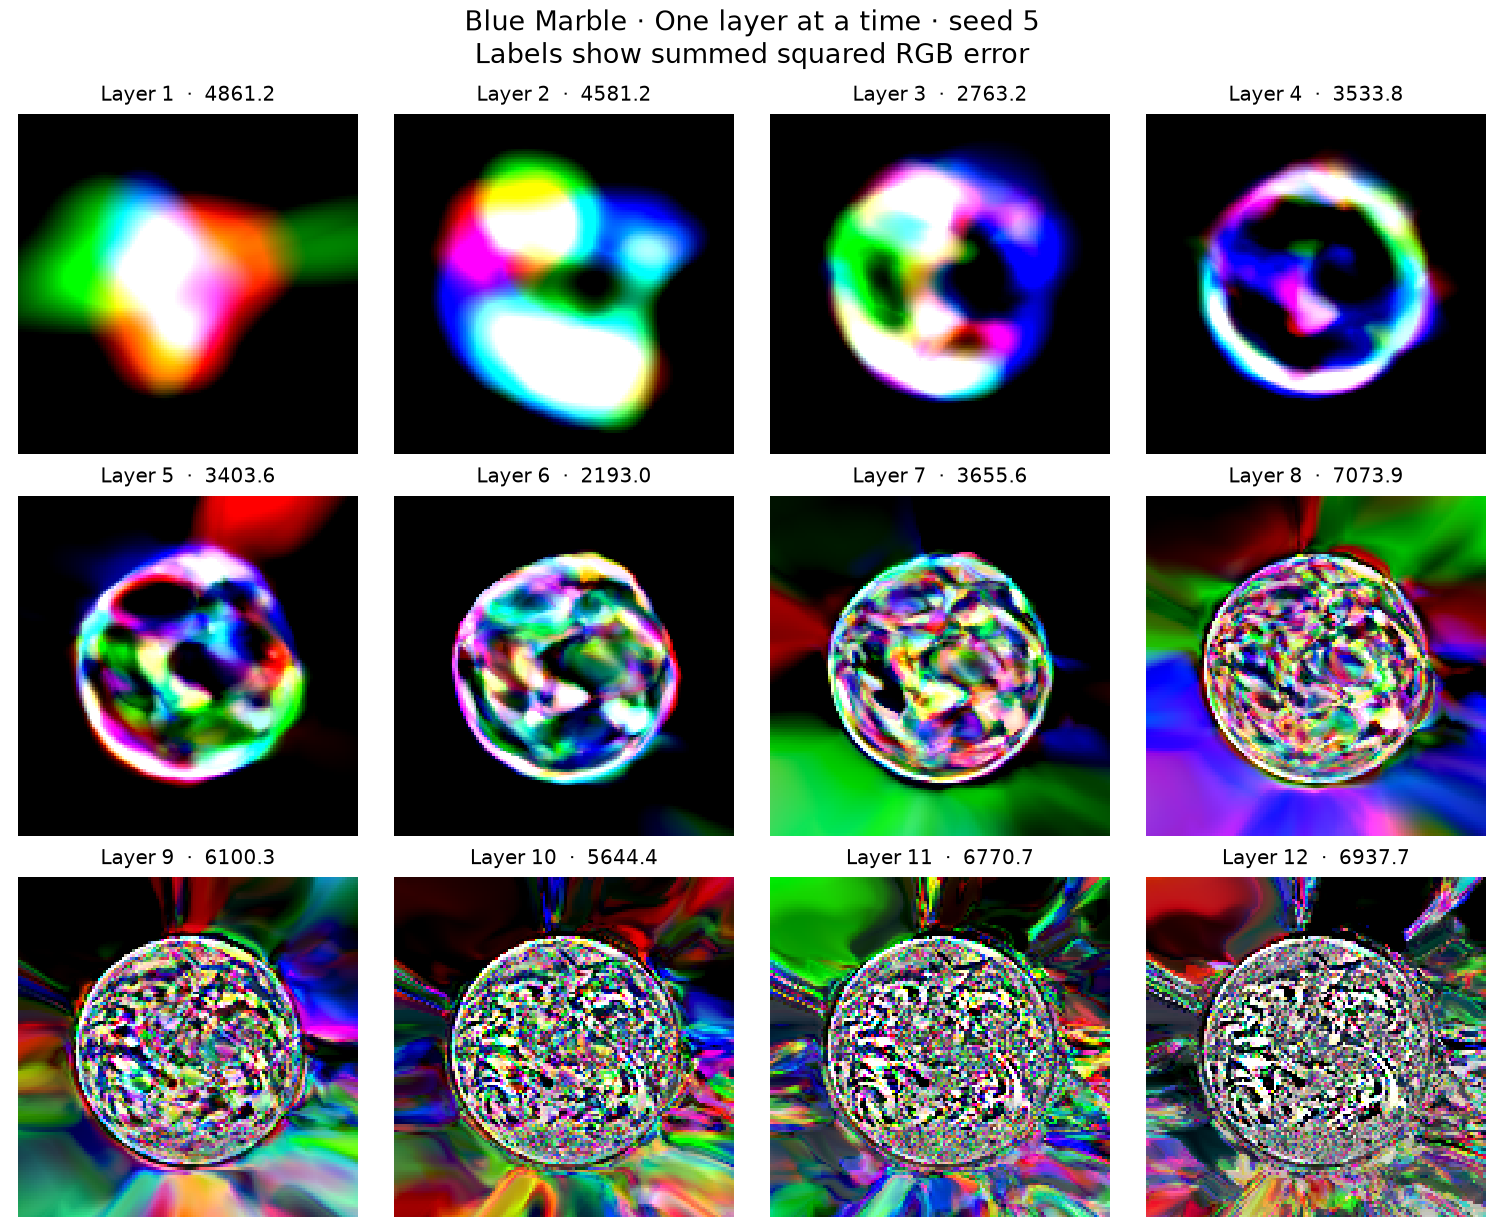 Blue Marble · One layer at a time · seed 5
Labels show summed squared RGB error
Layer 1 · 4861.2
Layer 2 · 4581.2
Layer 3 · 2763.2
Layer 4 · 3533.8
Layer 5 · 3403.6
Layer 6 · 2193.0
Layer 7 · 3655.6
Layer 8 · 7073.9
Layer 9 · 6100.3
Layer 10 · 5644.4
Layer 11 · 6770.7
Layer 12 · 6937.7